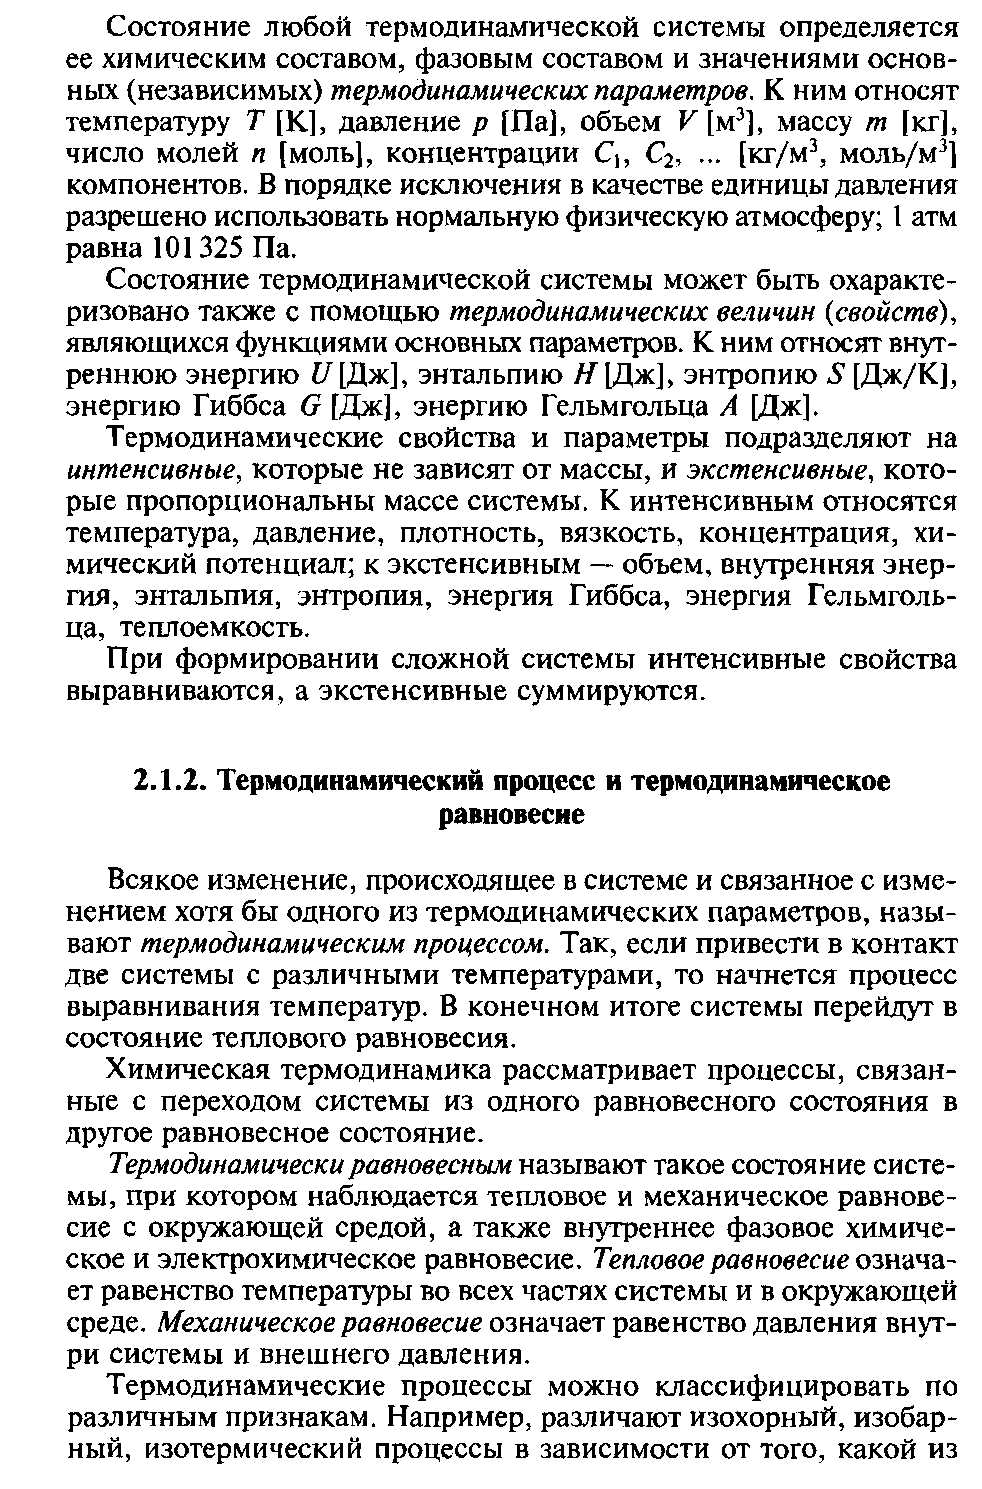 Состояние любой термодинамической системы определяется
ее химическим составом, фазовым составом и значениями основ-
ных (независимых) термодинамических параметров. К ним относят
температуру T [К], давление p [Па], объем V [м³], массу m [кг],
число молей n [моль], концентрации C₁, C₂, ... [кг/м³, моль/м³]
компонентов. В порядке исключения в качестве единицы давления
разрешено использовать нормальную физическую атмосферу; 1 атм
равна 101 325 Па.
Состояние термодинамической системы может быть охаракте-
ризовано также с помощью термодинамических величин (свойств),
являющихся функциями основных параметров. К ним относят внут-
реннюю энергию U [Дж], энтальпию H [Дж], энтропию S [Дж/К],
энергию Гиббса G [Дж], энергию Гельмгольца A [Дж].
Термодинамические свойства и параметры подразделяют на
интенсивные, которые не зависят от массы, и экстенсивные, кото-
рые пропорциональны массе системы. К интенсивным относятся
температура, давление, плотность, вязкость, концентрация, хи-
мический потенциал; к экстенсивным — объем, внутренняя энер-
гия, энтальпия, энтропия, энергия Гиббса, энергия Гельмголь-
ца, теплоемкость.
При формировании сложной системы интенсивные свойства
выравниваются, а экстенсивные суммируются.
2.1.2. Термодинамический процесс и термодинамическое
равновесие
Всякое изменение, происходящее в системе и связанное с изме-
нением хотя бы одного из термодинамических параметров, назы-
вают термодинамическим процессом. Так, если привести в контакт
две системы с различными температурами, то начнется процесс
выравнивания температур. В конечном итоге системы перейдут в
состояние теплового равновесия.
Химическая термодинамика рассматривает процессы, связан-
ные с переходом системы из одного равновесного состояния в
другое равновесное состояние.
Термодинамически равновесным называют такое состояние систе-
мы, при котором наблюдается тепловое и механическое равнове-
сие с окружающей средой, а также внутреннее фазовое химиче-
ское и электрохимическое равновесие. Тепловое равновесие означа-
ет равенство температуры во всех частях системы и в окружающей
среде. Механическое равновесие означает равенство давления внут-
ри системы и внешнего давления.
Термодинамические процессы можно классифицировать по
различным признакам. Например, различают изохорный, изобар-
ный, изотермический процессы в зависимости от того, какой из